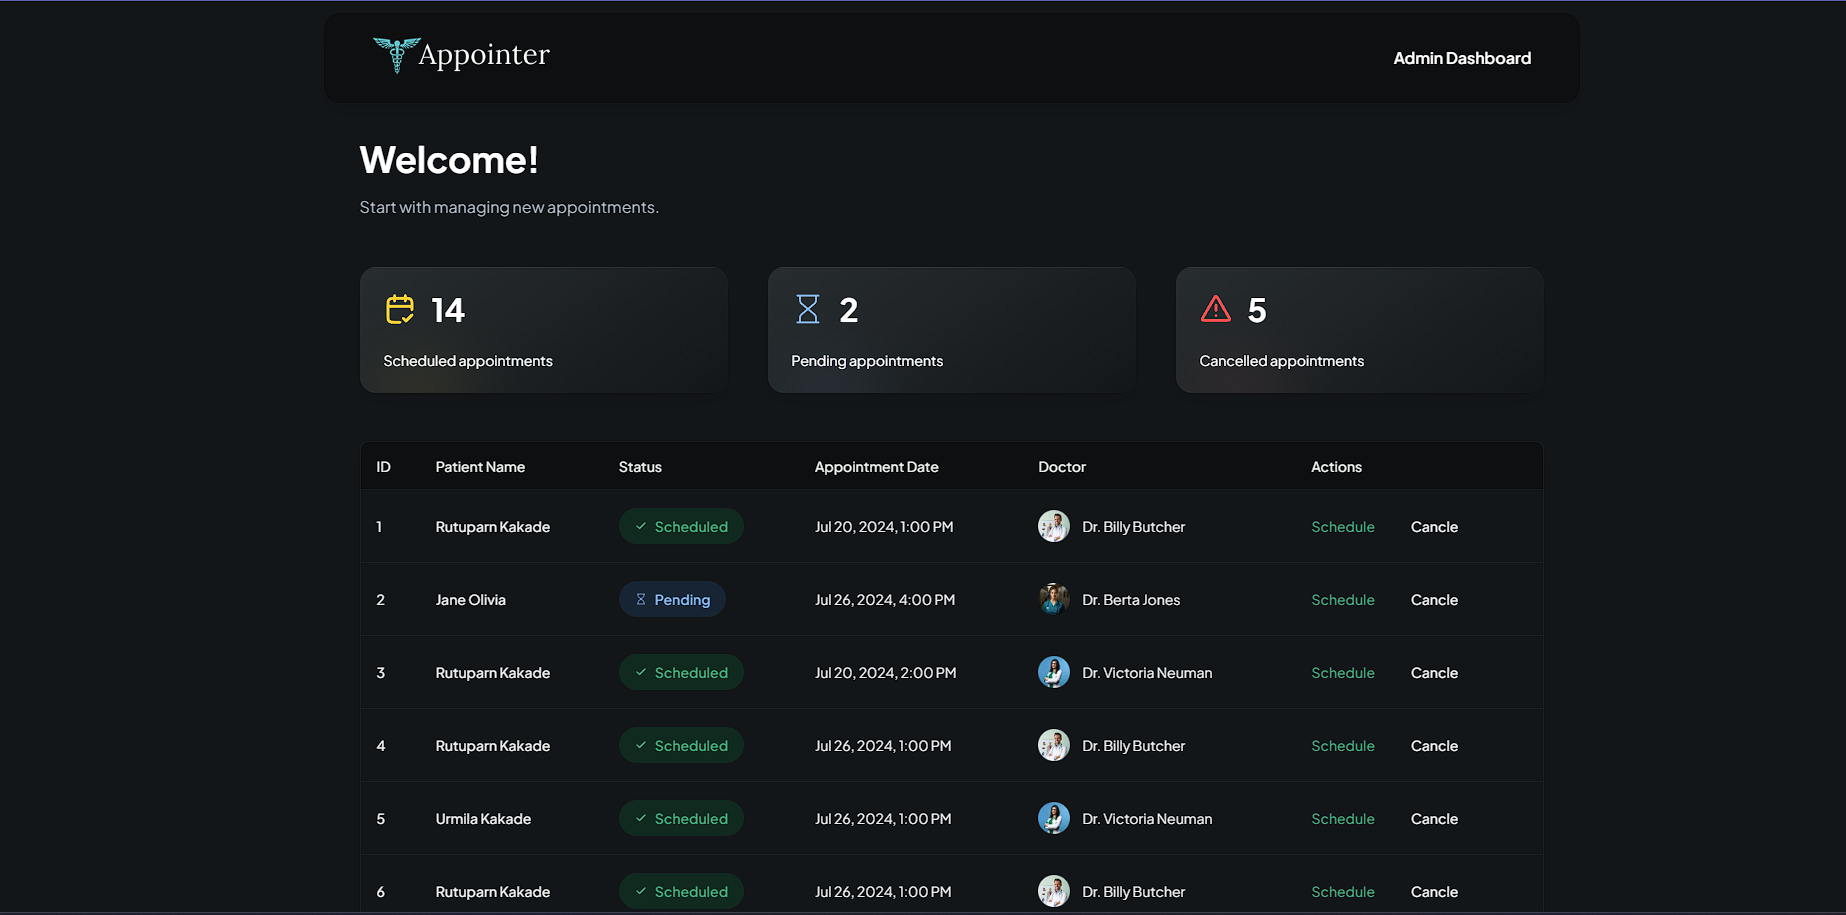 Appointer
Admin Dashboard
Welcome!
Start with managing new appointments.
14
Scheduled appointments
2
Pending appointments
5
Cancelled appointments
ID Patient Name Status Appointment Date Doctor Actions
1 Rutuparn Kakade Scheduled Jul 20, 2024, 1:00 PM Dr. Billy Butcher Schedule Cancle
2 Jane Olivia Pending Jul 26, 2024, 4:00 PM Dr. Berta Jones Schedule Cancle
3 Rutuparn Kakade Scheduled Jul 20, 2024, 2:00 PM Dr. Victoria Neuman Schedule Cancle
4 Rutuparn Kakade Scheduled Jul 26, 2024, 1:00 PM Dr. Billy Butcher Schedule Cancle
5 Urmila Kakade Scheduled Jul 26, 2024, 1:00 PM Dr. Victoria Neuman Schedule Cancle
6 Rutuparn Kakade Scheduled Jul 26, 2024, 1:00 PM Dr. Billy Butcher Schedule Cancle